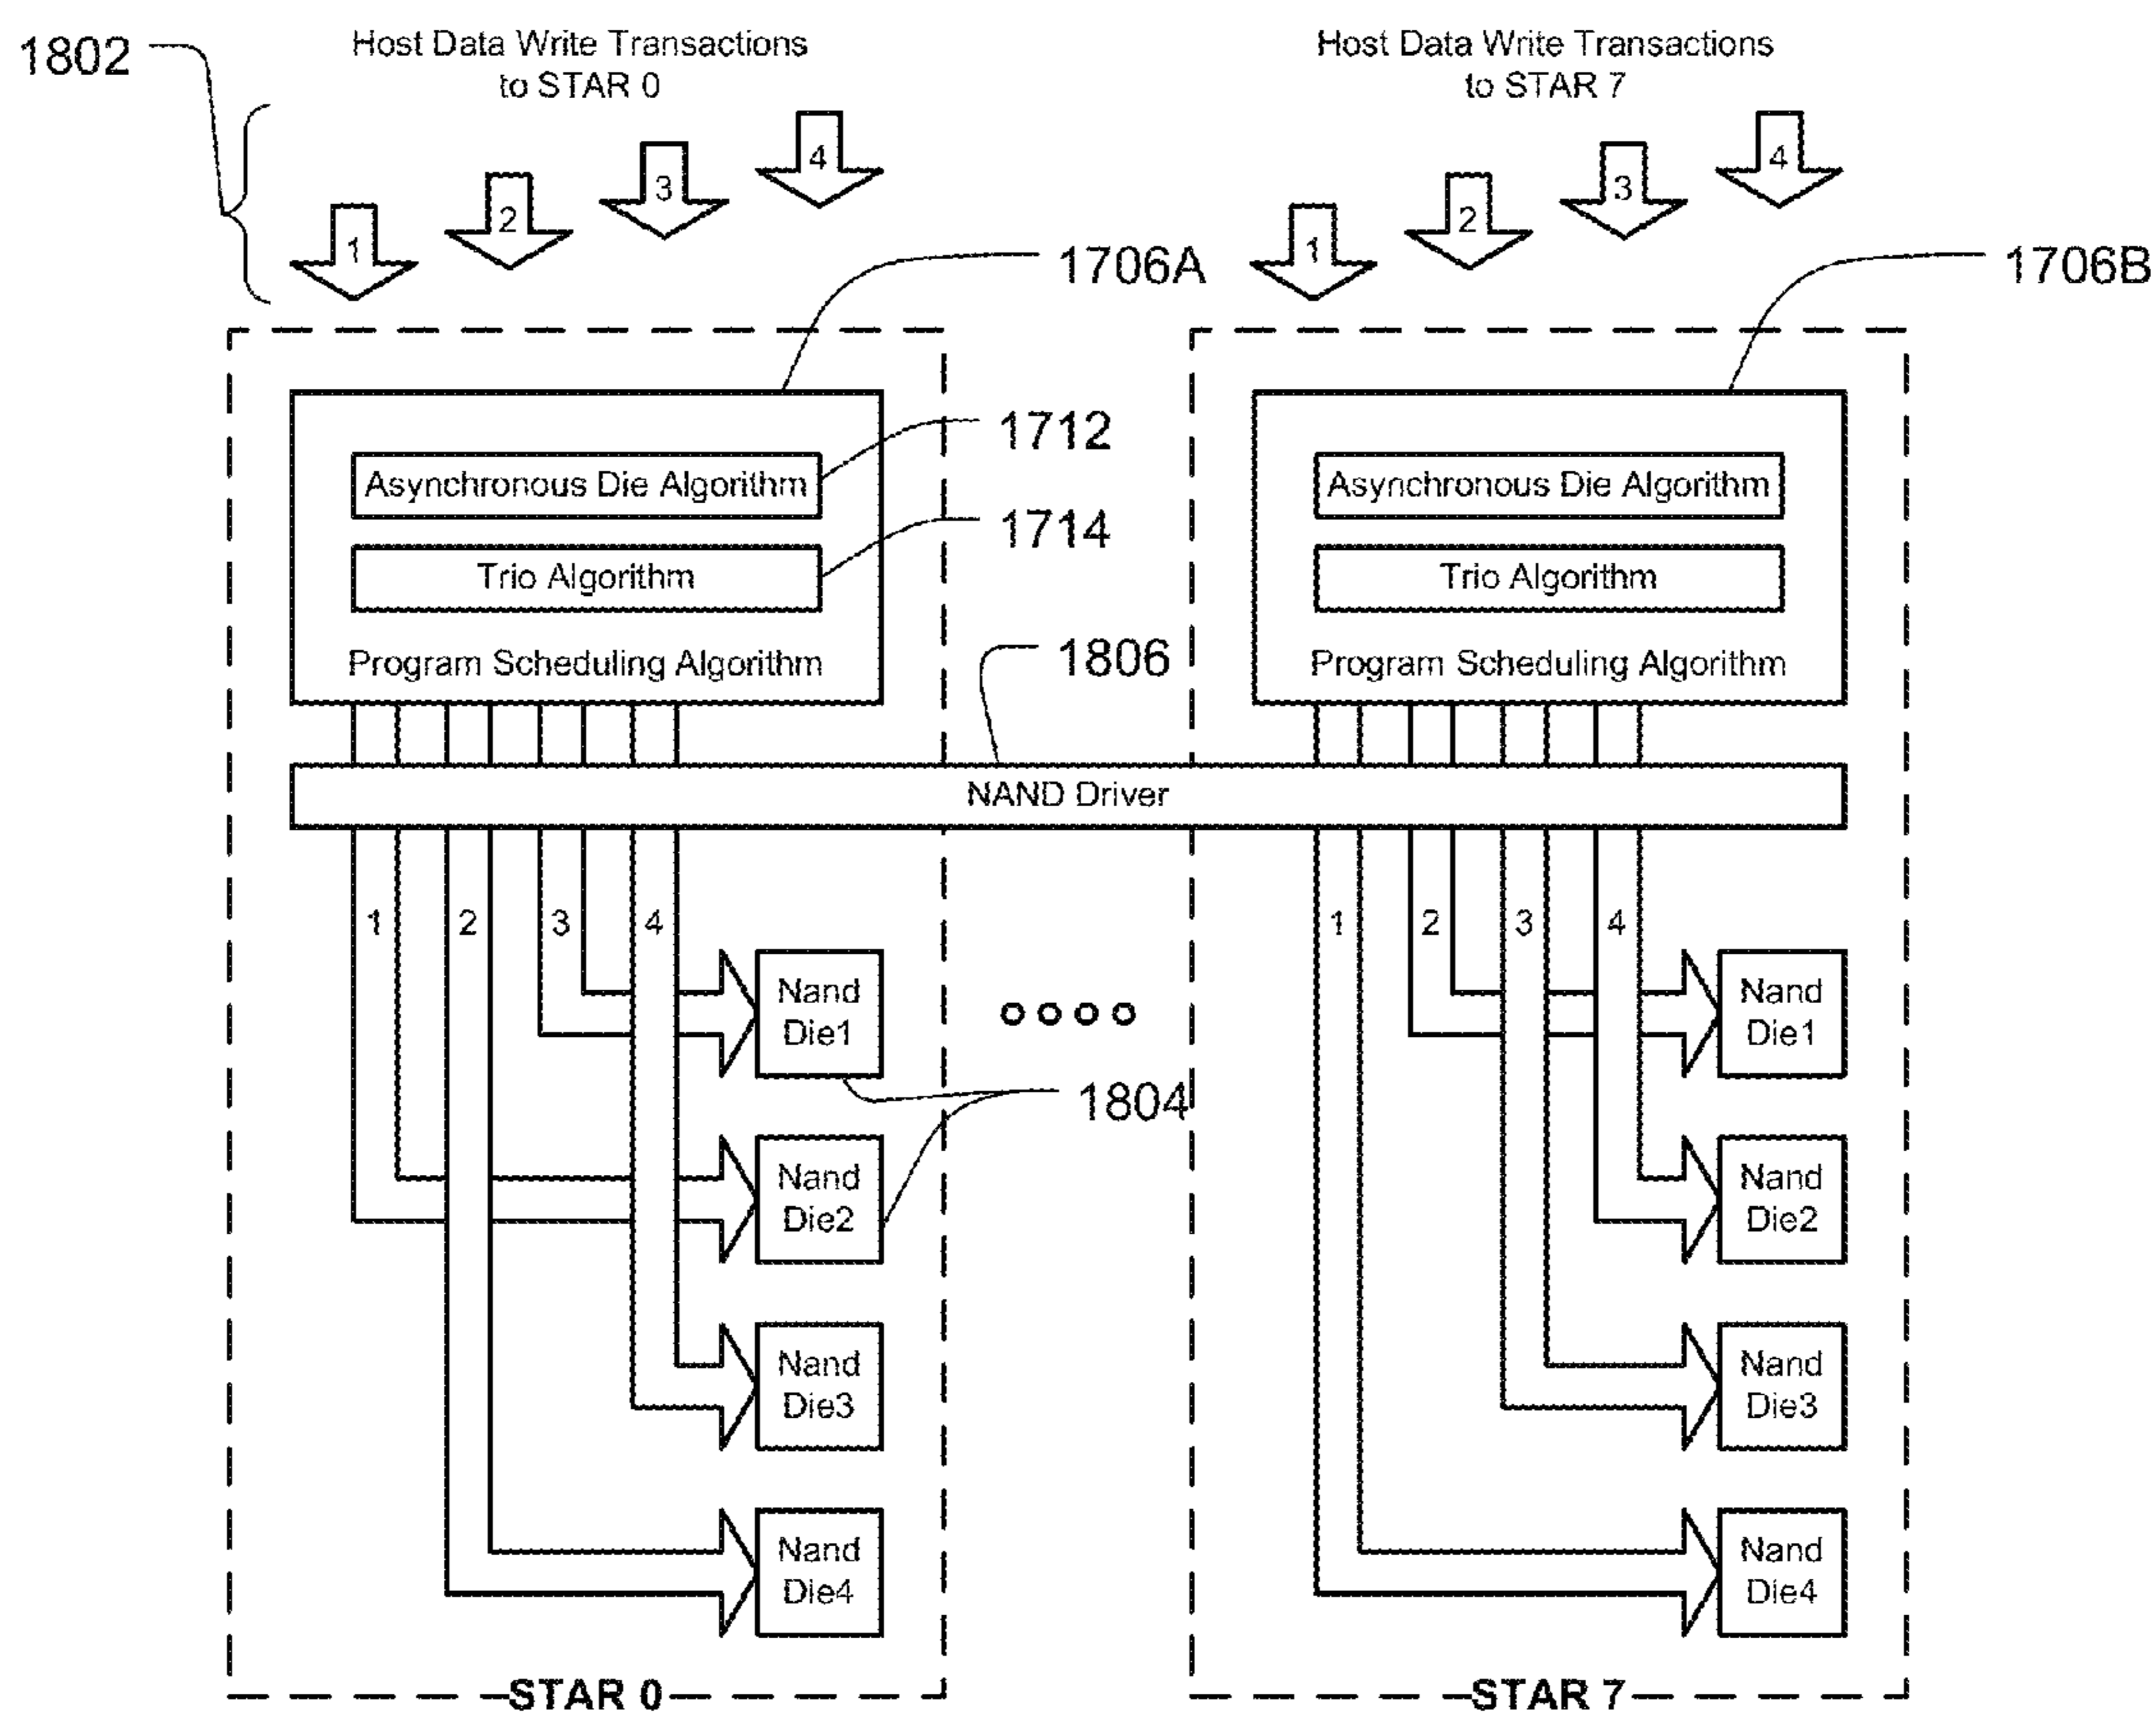 1802
Host Data Write Transactions
to STAR 0
Host Data Write Transactions
to STAR 7
4
4
3
3
2
2
1
1
1706A
1706B
1712
Asynchronous Die Algorithm
Asynchronous Die Algorithm
1714
Trio Algorithm
Trio Algorithm
1806
Program Scheduling Algorithm
Program Scheduling Algorithm
NAND Driver
1 2 3 4
1 2 3 4
Nand
Die1
Nand
Die1
1804
Nand
Die2
Nand
Die2
Nand
Die3
Nand
Die3
Nand
Die4
Nand
Die4
STAR 0
STAR 7